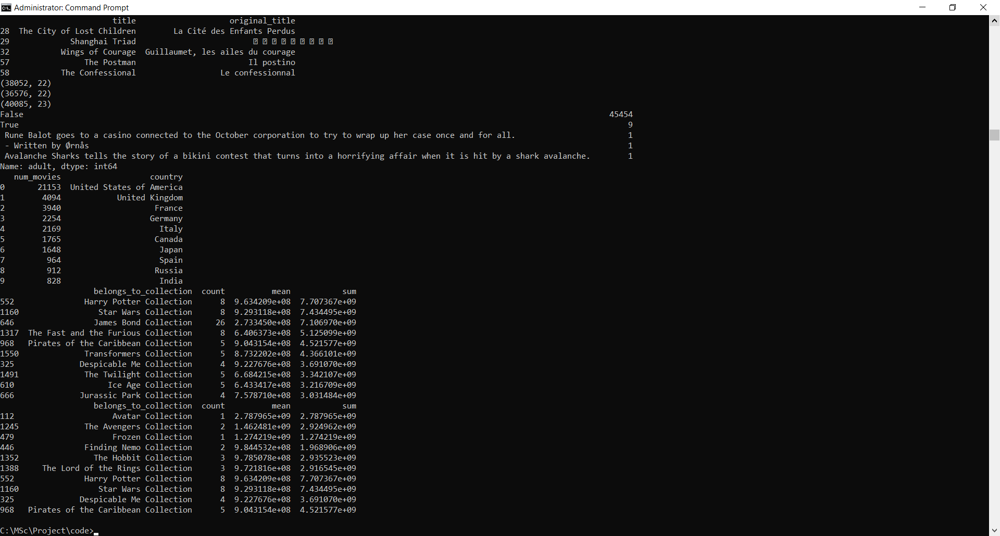 Administrator: Command Prompt
title original_title
28 The City of Lost Children La Cité des Enfants Perdus
29 Shanghai Triad
32 Wings of Courage Guillaumet, les ailes du courage
57 The Postman Il postino
58 The Confessional Le confessionnal
(38052, 22)
(36576, 22)
(40085, 23)
False 45454
True 9
Rune Balot goes to a casino connected to the October corporation to try to wrap up her case once and for all. 1
- Written by Ørnås 1
Avalanche Sharks tells the story of a bikini contest that turns into a horrifying affair when it is hit by a shark avalanche. 1
Name: adult, dtype: int64
num_movies country
0 21153 United States of America
1 4094 United Kingdom
2 3940 France
3 2254 Germany
4 2169 Italy
5 1765 Canada
6 1648 Japan
7 964 Spain
8 912 Russia
9 828 India
belongs_to_collection count mean sum
552 Harry Potter Collection 8 9.634209e+08 7.707367e+09
1160 Star Wars Collection 8 9.293118e+08 7.434495e+09
646 James Bond Collection 26 2.733450e+08 7.106970e+09
1317 The Fast and the Furious Collection 8 6.406373e+08 5.125099e+09
968 Pirates of the Caribbean Collection 5 9.043154e+08 4.521577e+09
1550 Transformers Collection 5 8.732202e+08 4.366101e+09
325 Despicable Me Collection 4 9.227676e+08 3.691070e+09
1491 The Twilight Collection 5 6.684215e+08 3.342107e+09
610 Ice Age Collection 5 6.433417e+08 3.216709e+09
666 Jurassic Park Collection 4 7.578710e+08 3.031484e+09
belongs_to_collection count mean sum
112 Avatar Collection 1 2.787965e+09 2.787965e+09
1245 The Avengers Collection 2 1.462481e+09 2.924962e+09
479 Frozen Collection 1 1.274219e+09 1.274219e+09
446 Finding Nemo Collection 2 9.844532e+08 1.968906e+09
1352 The Hobbit Collection 3 9.785078e+08 2.935523e+09
1388 The Lord of the Rings Collection 3 9.721816e+08 2.916545e+09
552 Harry Potter Collection 8 9.634209e+08 7.707367e+09
1160 Star Wars Collection 8 9.293118e+08 7.434495e+09
325 Despicable Me Collection 4 9.227676e+08 3.691070e+09
968 Pirates of the Caribbean Collection 5 9.043154e+08 4.521577e+09
C:\MSc\Project\code>